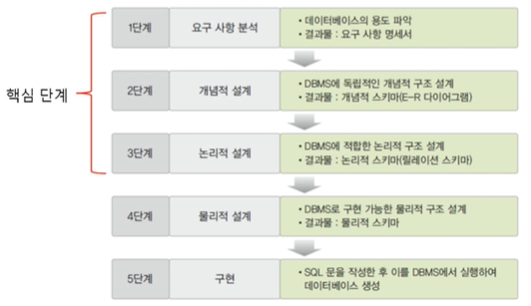 핵심 단계
1단계
요구 사항 분석
• 데이터베이스의 용도 파악
• 결과물 : 요구 사항 명세서
2단계
개념적 설계
• DBMS에 독립적인 개념적 구조 설계
• 결과물 : 개념적 스키마(E-R 다이어그램)
3단계
논리적 설계
• DBMS에 적합한 논리적 구조 설계
• 결과물 : 논리적 스키마(릴레이션 스키마)
4단계
물리적 설계
• DBMS로 구현 가능한 물리적 구조 설계
• 결과물 : 물리적 스키마
5단계
구현
• SQL 문을 작성한 후 이를 DBMS에서 실행하여
데이터베이스 생성